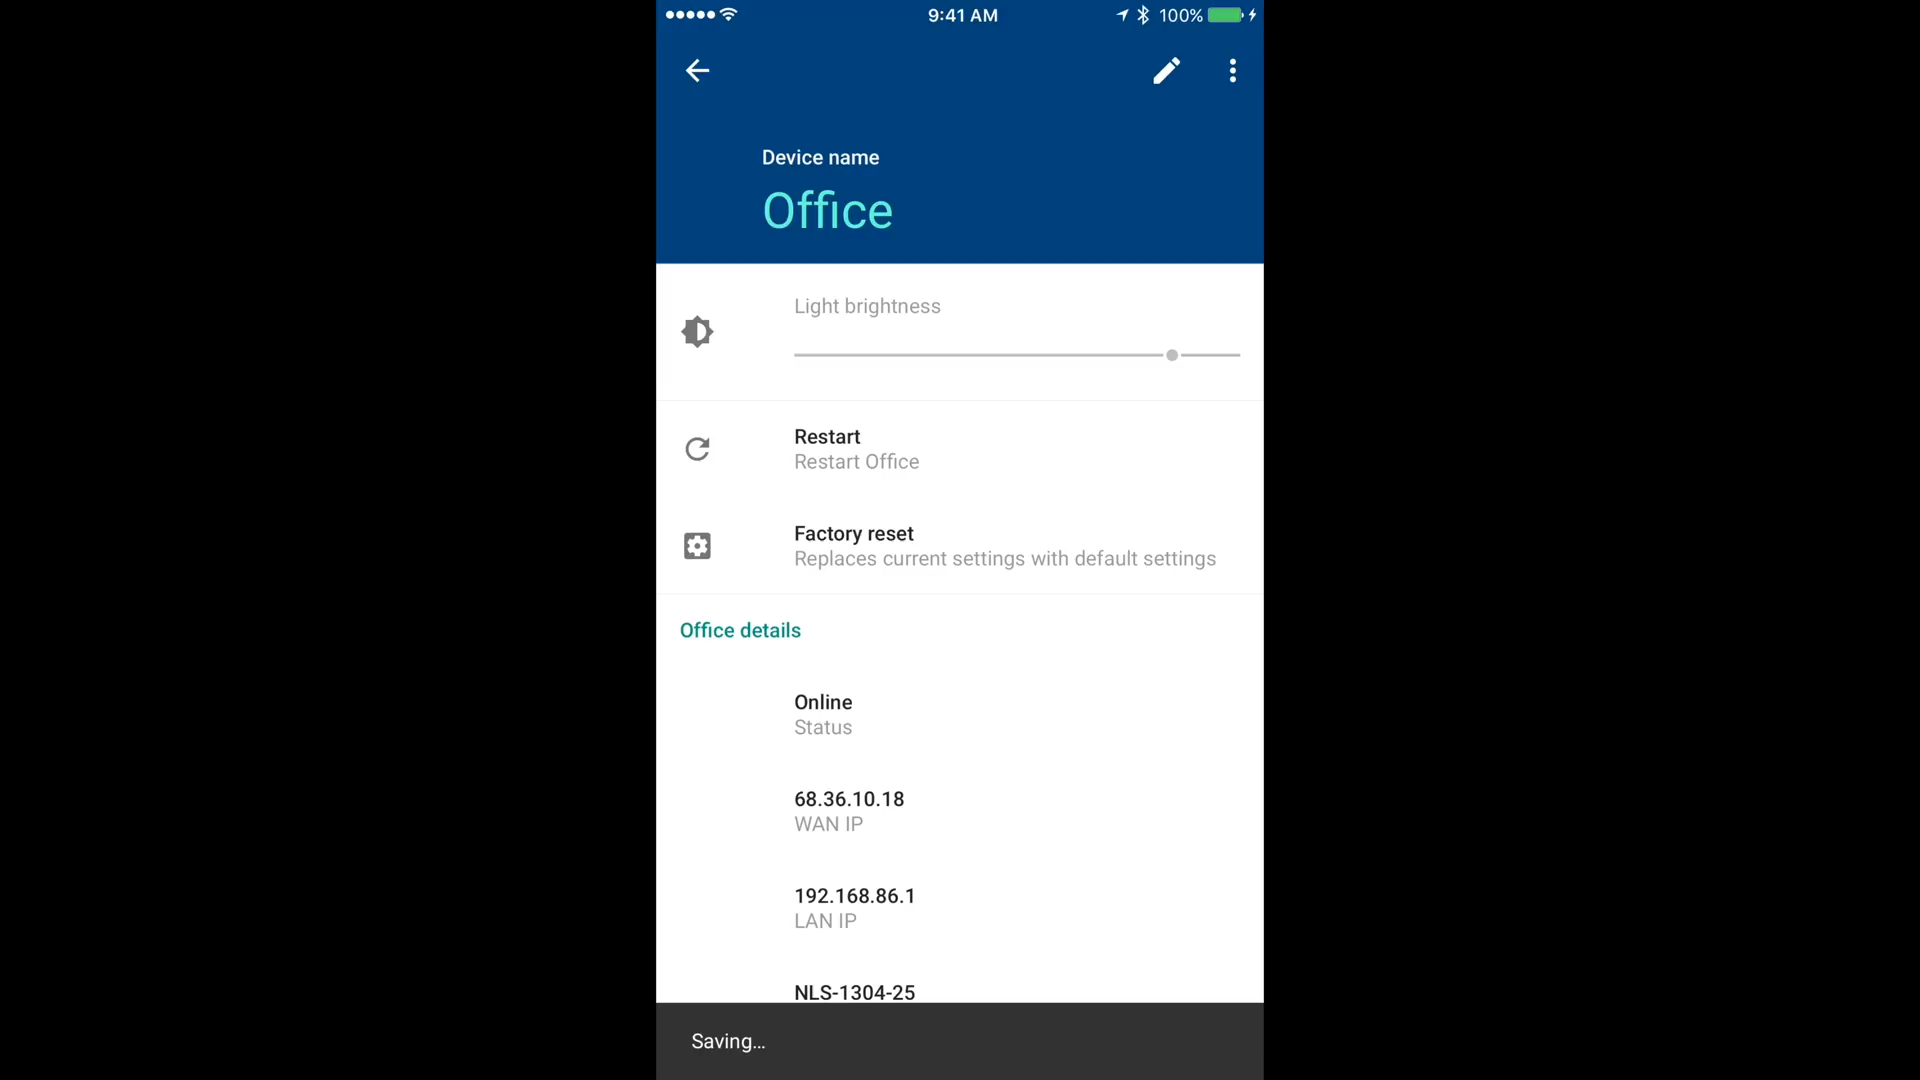 9:41 AM
100%
Device name
Office
Light brightness
Restart
Restart Office
Factory reset
Replaces current settings with default settings
Office details
Online
Status
68.36.10.18
WAN IP
192.168.86.1
LAN IP
NLS-1304-25
Saving...